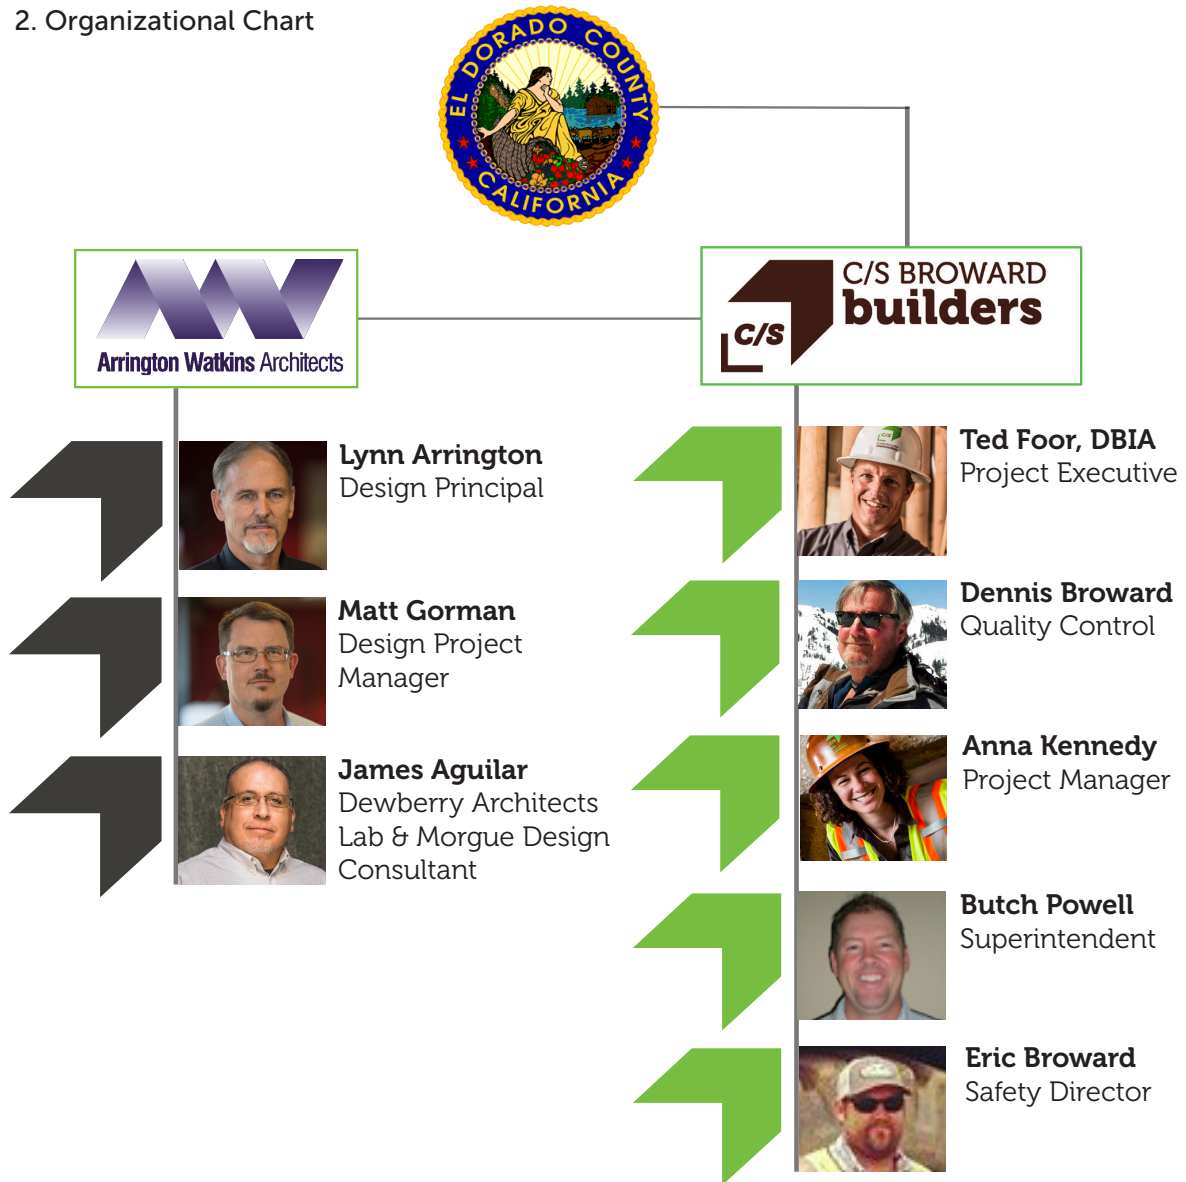 2. Organizational Chart
EL DORADO COUNTY
CALIFORNIA
Arrington Watkins Architects
C/S BROWARD
builders
C/S
Lynn Arrington
Design Principal
Matt Gorman
Design Project
Manager
James Aguilar
Dewberry Architects
Lab & Morgue Design
Consultant
Ted Foor, DBIA
Project Executive
Dennis Broward
Quality Control
Anna Kennedy
Project Manager
Butch Powell
Superintendent
Eric Broward
Safety Director